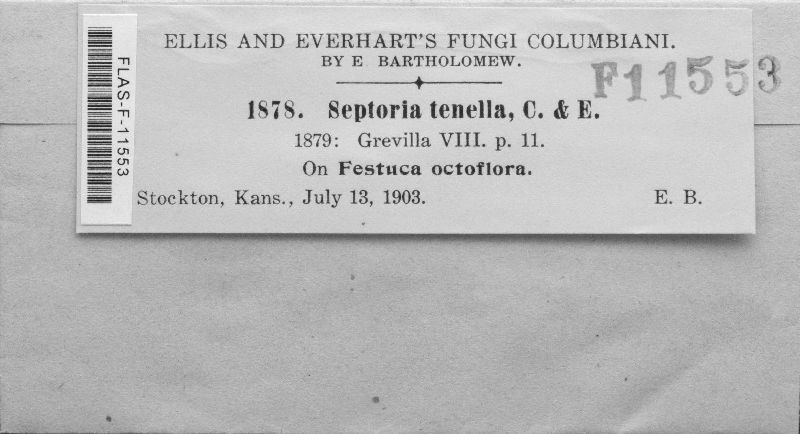 ELLIS AND EVERHART'S FUNGI COLUMBIANI.
BY E BARTHOLOMEW.
F11553
1878. Septoria tenella, C. & E.
1879: Grevilla VIII. p. 11.
On Festuca octoflora.
Stockton, Kans., July 13, 1903. E. B.
FLAS-F-11553